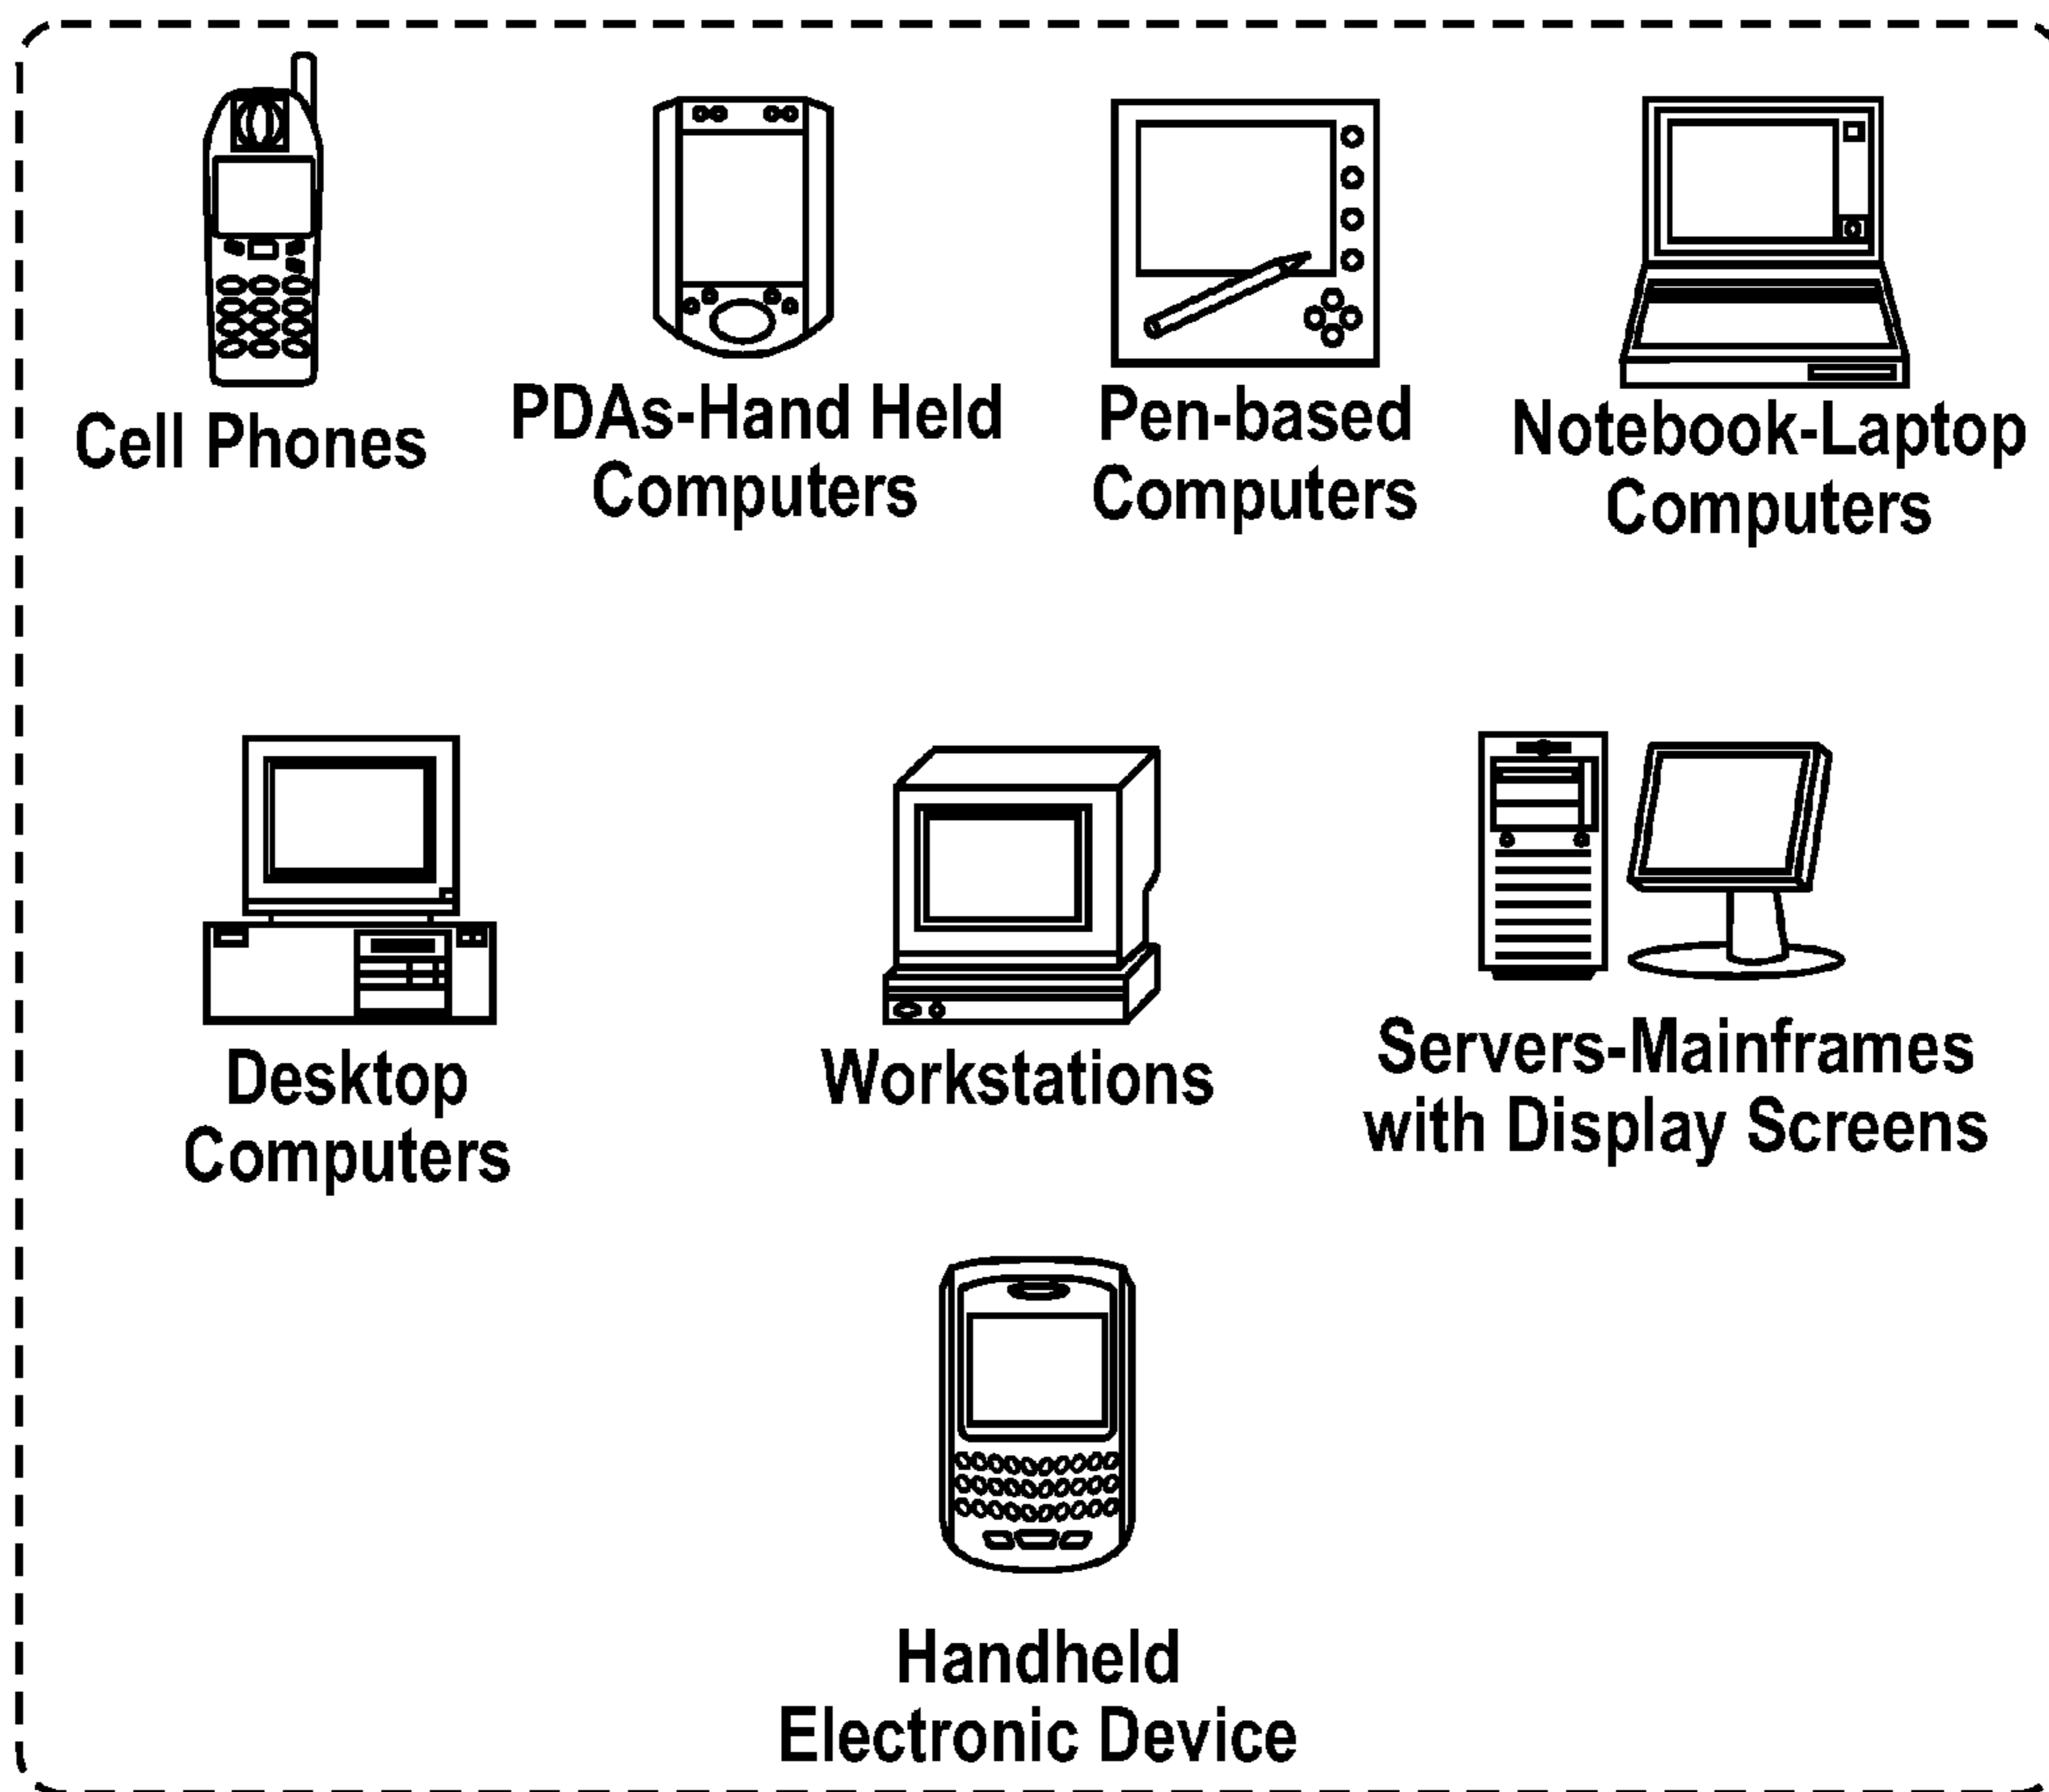 Cell Phones
PDAs-Hand Held
Computers
Pen-based
Computers
Notebook-Laptop
Computers
Desktop
Computers
Workstations
Servers-Mainframes
with Display Screens
Handheld
Electronic Device